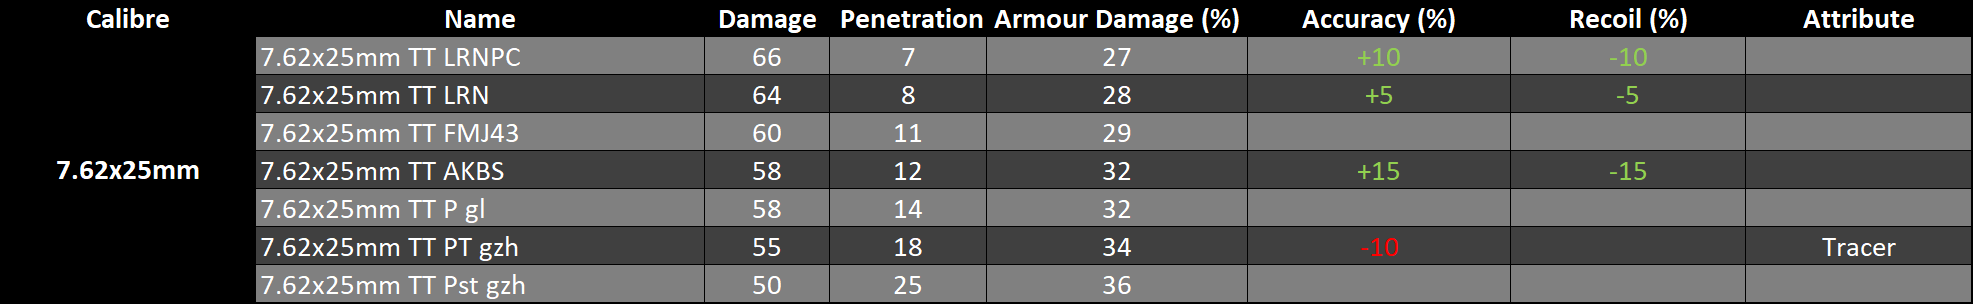 Calibre Name Damage Penetration Armour Damage (%) Accuracy (%) Recoil (%) Attribute
7.62x25mm TT LRNPC 66 7 27 +10 -10
7.62x25mm TT LRN 64 8 28 +5 -5
7.62x25mm TT FMJ43 60 11 29
7.62x25mm 7.62x25mm TT AKBS 58 12 32 +15 -15
7.62x25mm TT P gl 58 14 32
7.62x25mm TT PT gzh 55 18 34 -10 Tracer
7.62x25mm TT Pst gzh 50 25 36